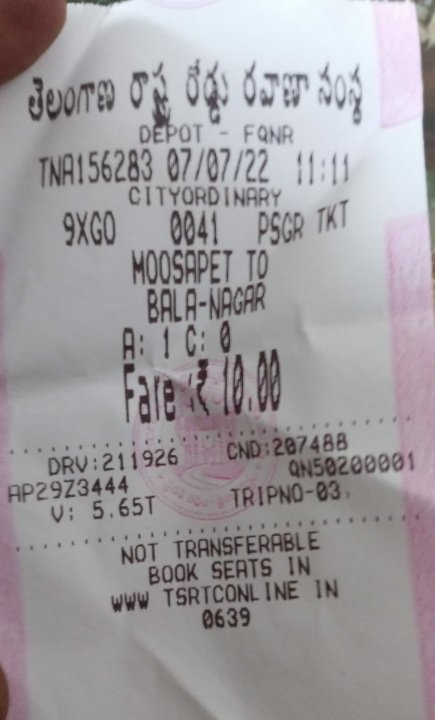 తెలంగాణ రాష్ట్ర రోడ్డు రవాణా సంస్థ
DEPOT - FQNR
TNA156283 07/07/22 11:11
CITYORDINARY
9XGO 0041 PSGR TKT
MOOSAPET TO
BALA-NAGAR
A: 1 C: 0
Fare :₹ 10.00
DRV:211926 CND:207488
AP29Z3444 QN50200001
V: 5.65T TRIPNO-03.
NOT TRANSFERABLE
BOOK SEATS IN
WWW TSRTCONLINE IN
0639